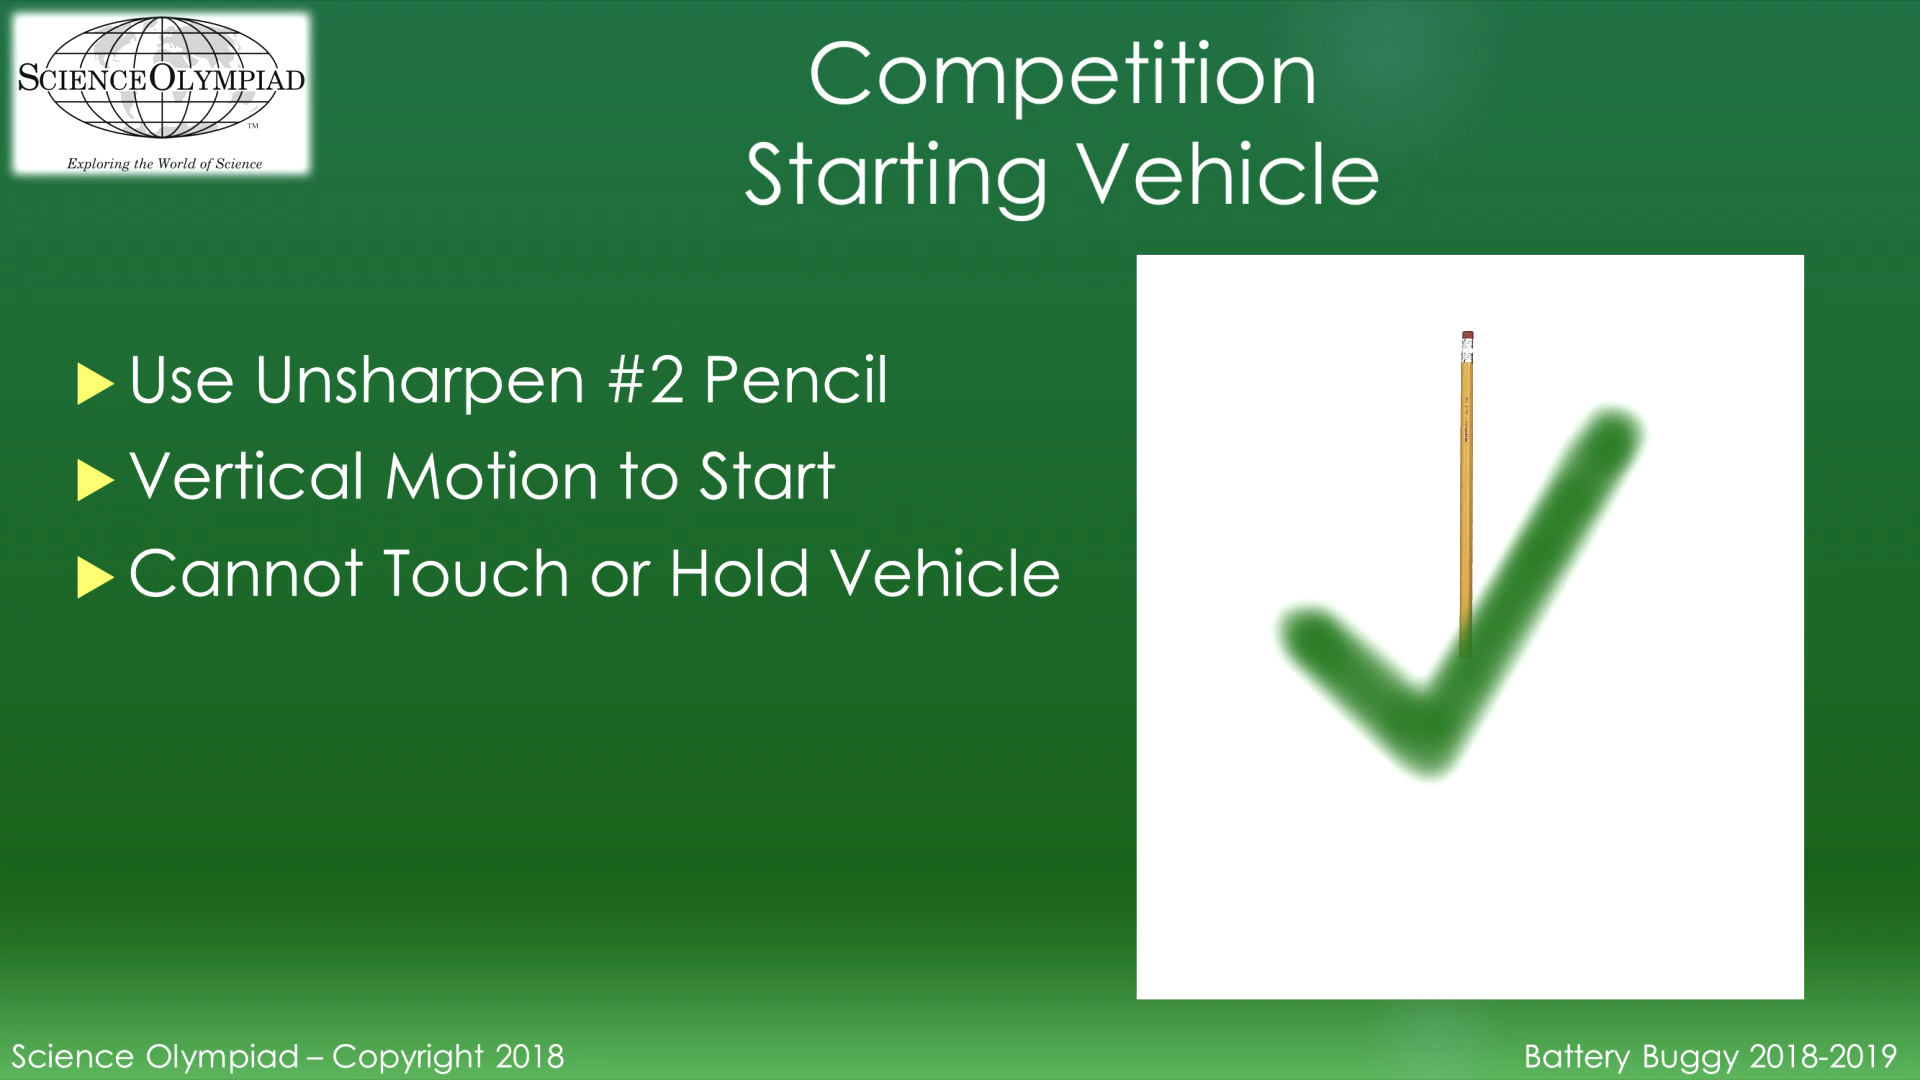 SCIENCE OLYMPIAD
TM
Exploring the World of Science
Competition
Starting Vehicle
Use Unsharpen #2 Pencil
Vertical Motion to Start
Cannot Touch or Hold Vehicle
Science Olympiad – Copyright 2018
Battery Buggy 2018-2019